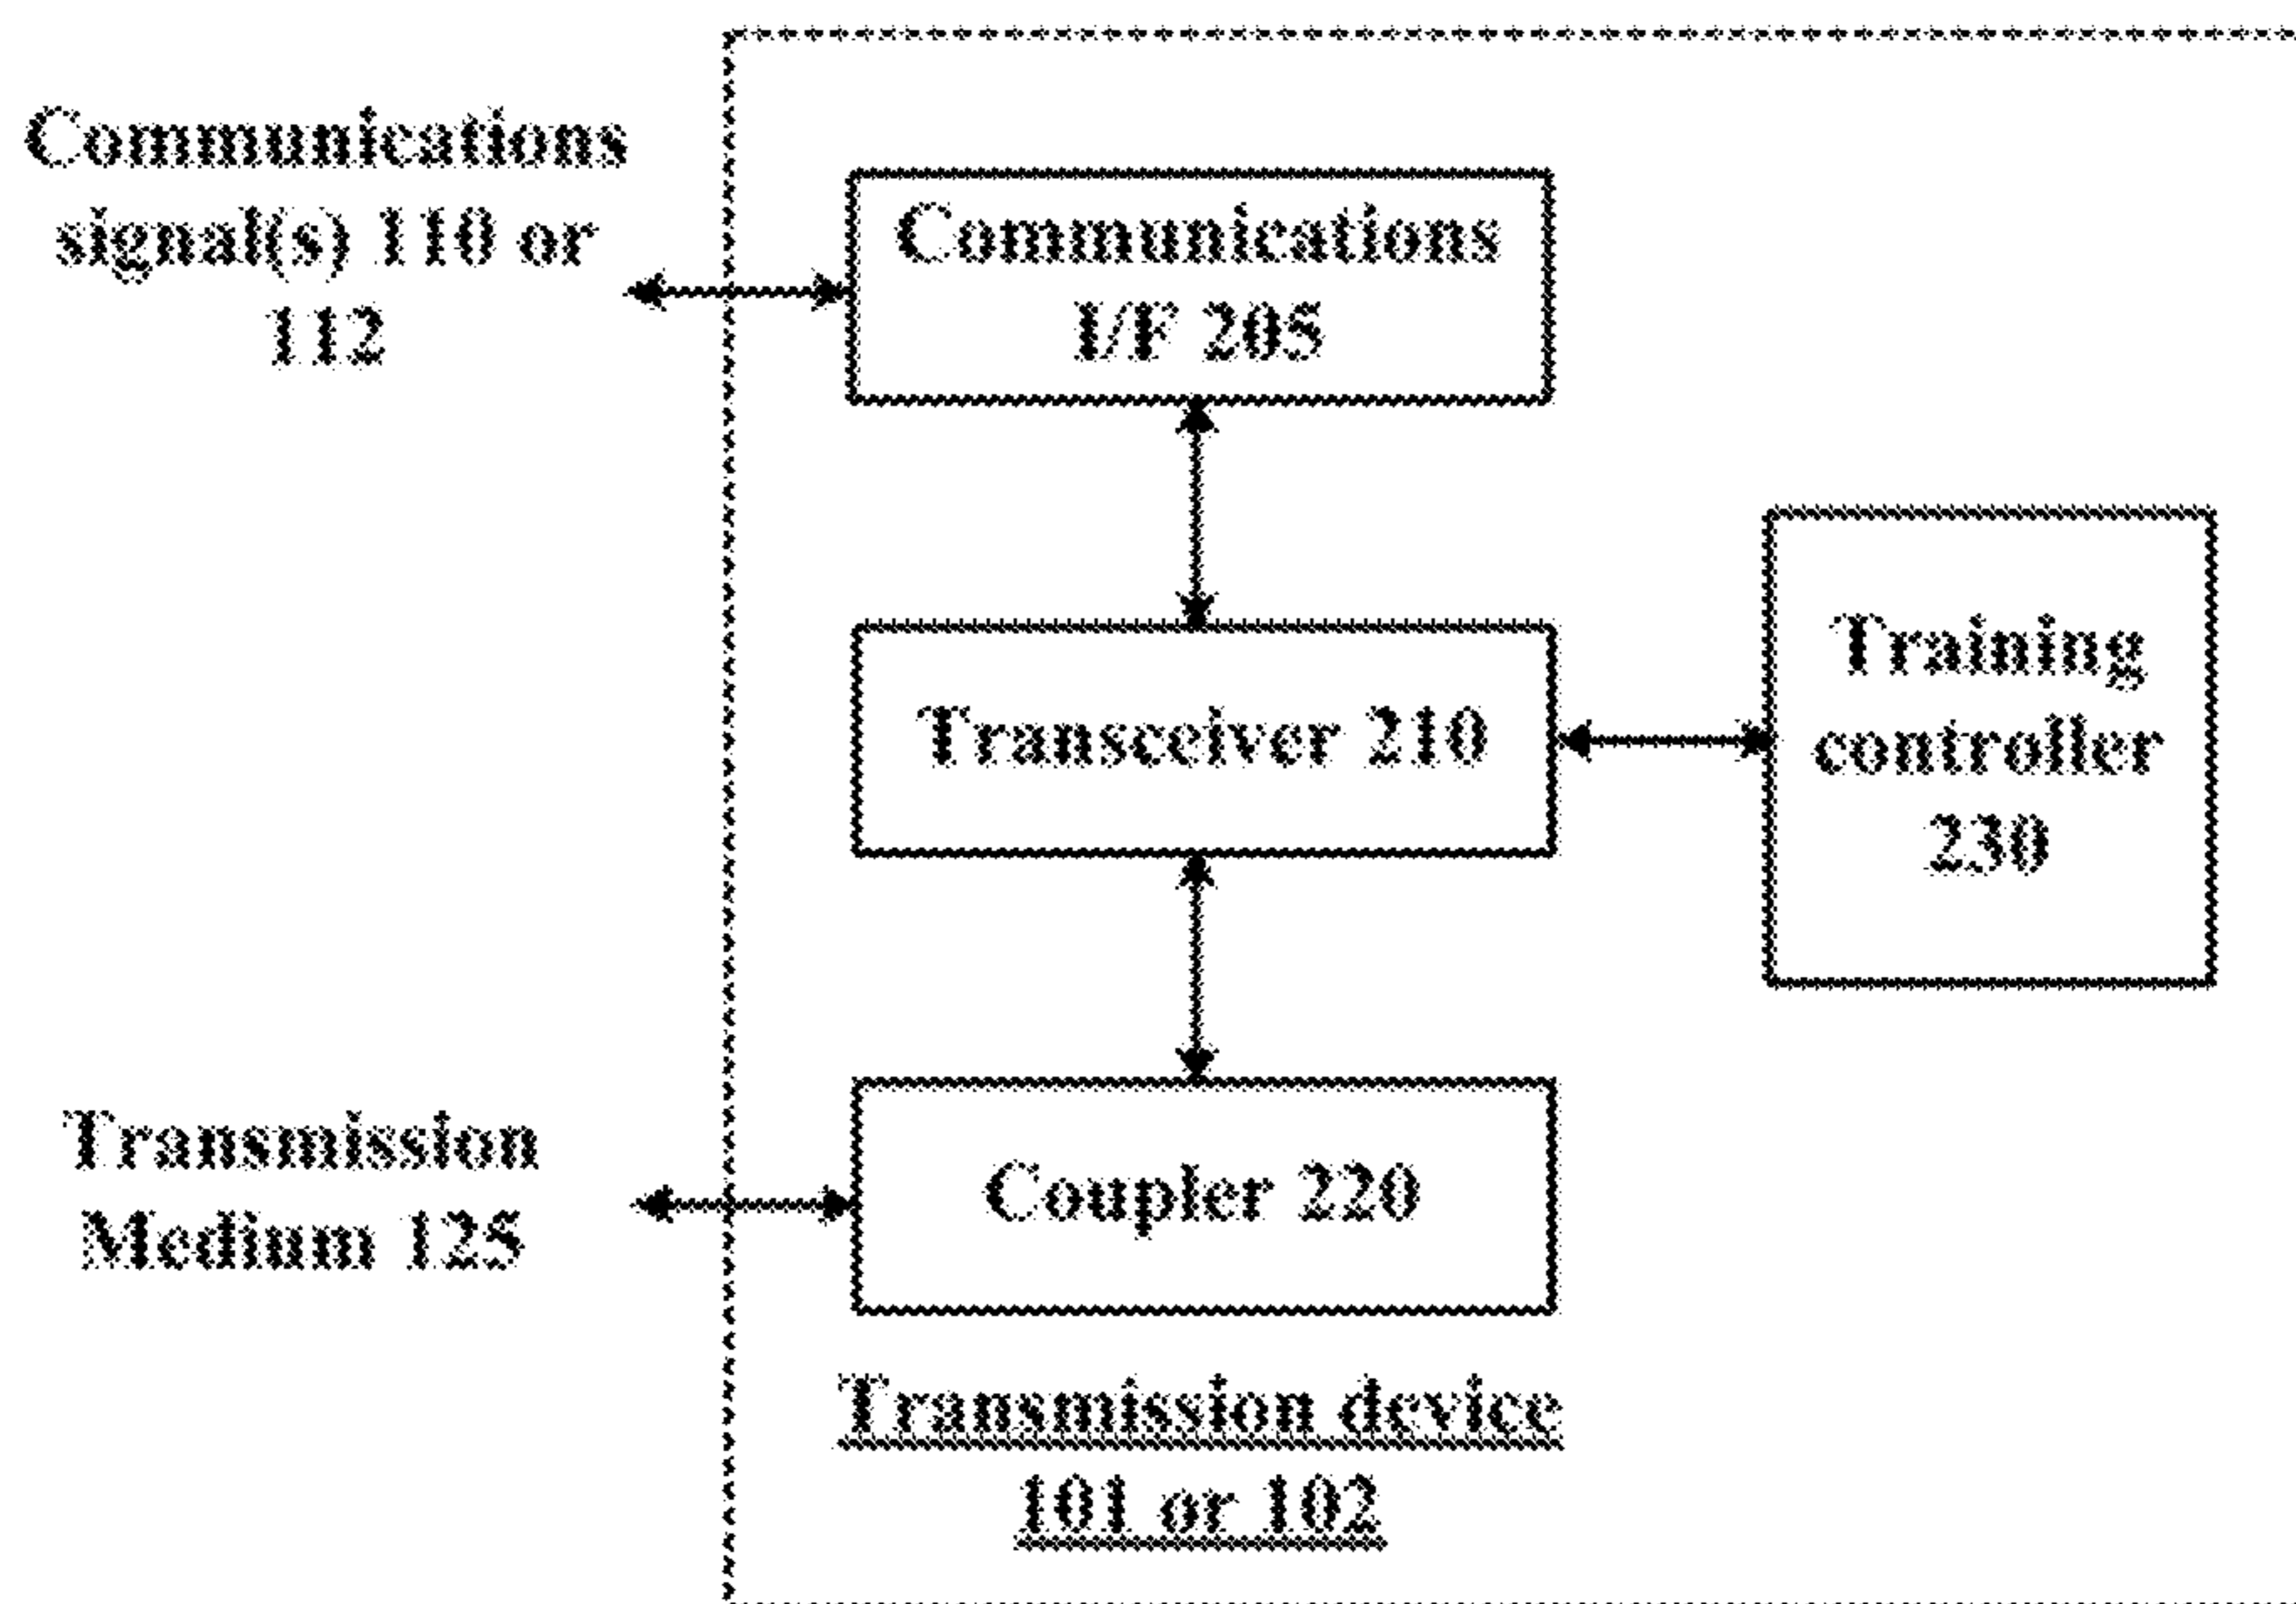 Communications
signal(s) 110 or
112
Communications
I/F 205
Transceiver 210
Training
controller
230
Transmission
Medium 125
Coupler 220
Transmission device
101 or 102